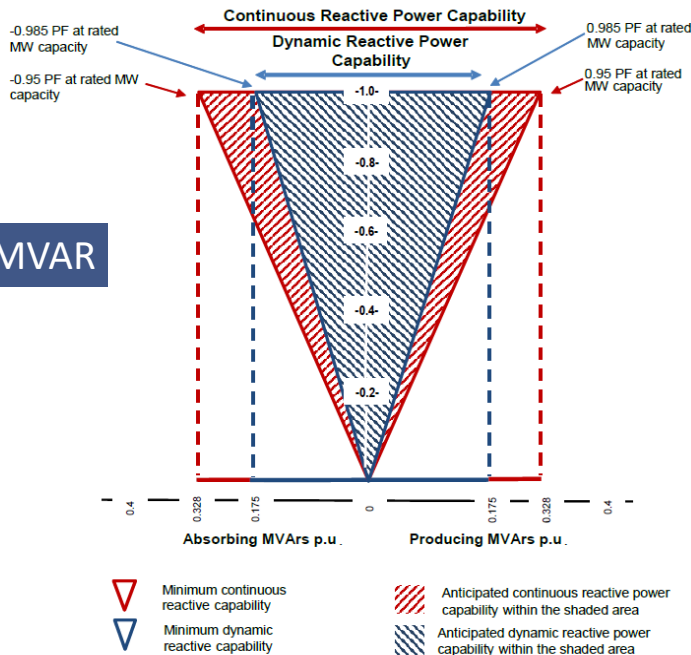 Continuous Reactive Power Capability
-0.985 PF at rated
MW capacity
Dynamic Reactive Power
Capability
0.985 PF at rated
MW capacity
-0.95 PF at rated MW
capacity
0.95 PF at rated
MW capacity
-1.0-
-0.8-
-0.6-
-0.4-
-0.2-
MVAR
0.4
0.328
0.175
0
0.175
0.328
0.4
Absorbing MVArs p.u.
Producing MVArs p.u.
Minimum continuous
reactive capability
Anticipated continuous reactive power
capability within the shaded area
Minimum dynamic
reactive capability
Anticipated dynamic reactive power
capability within the shaded area